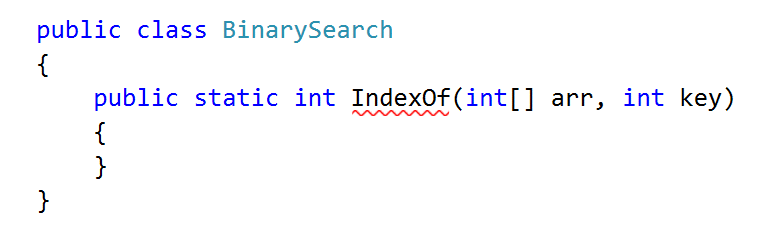 public class BinarySearch
{
    public static int IndexOf(int[] arr, int key)
    {
    }
}